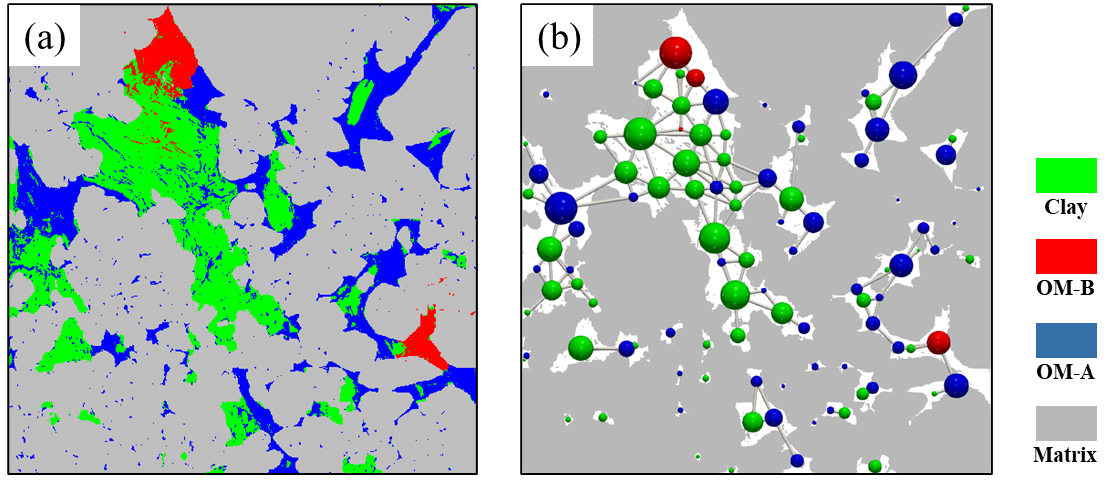 (a)
(b)
Clay
OM-B
OM-A
Matrix